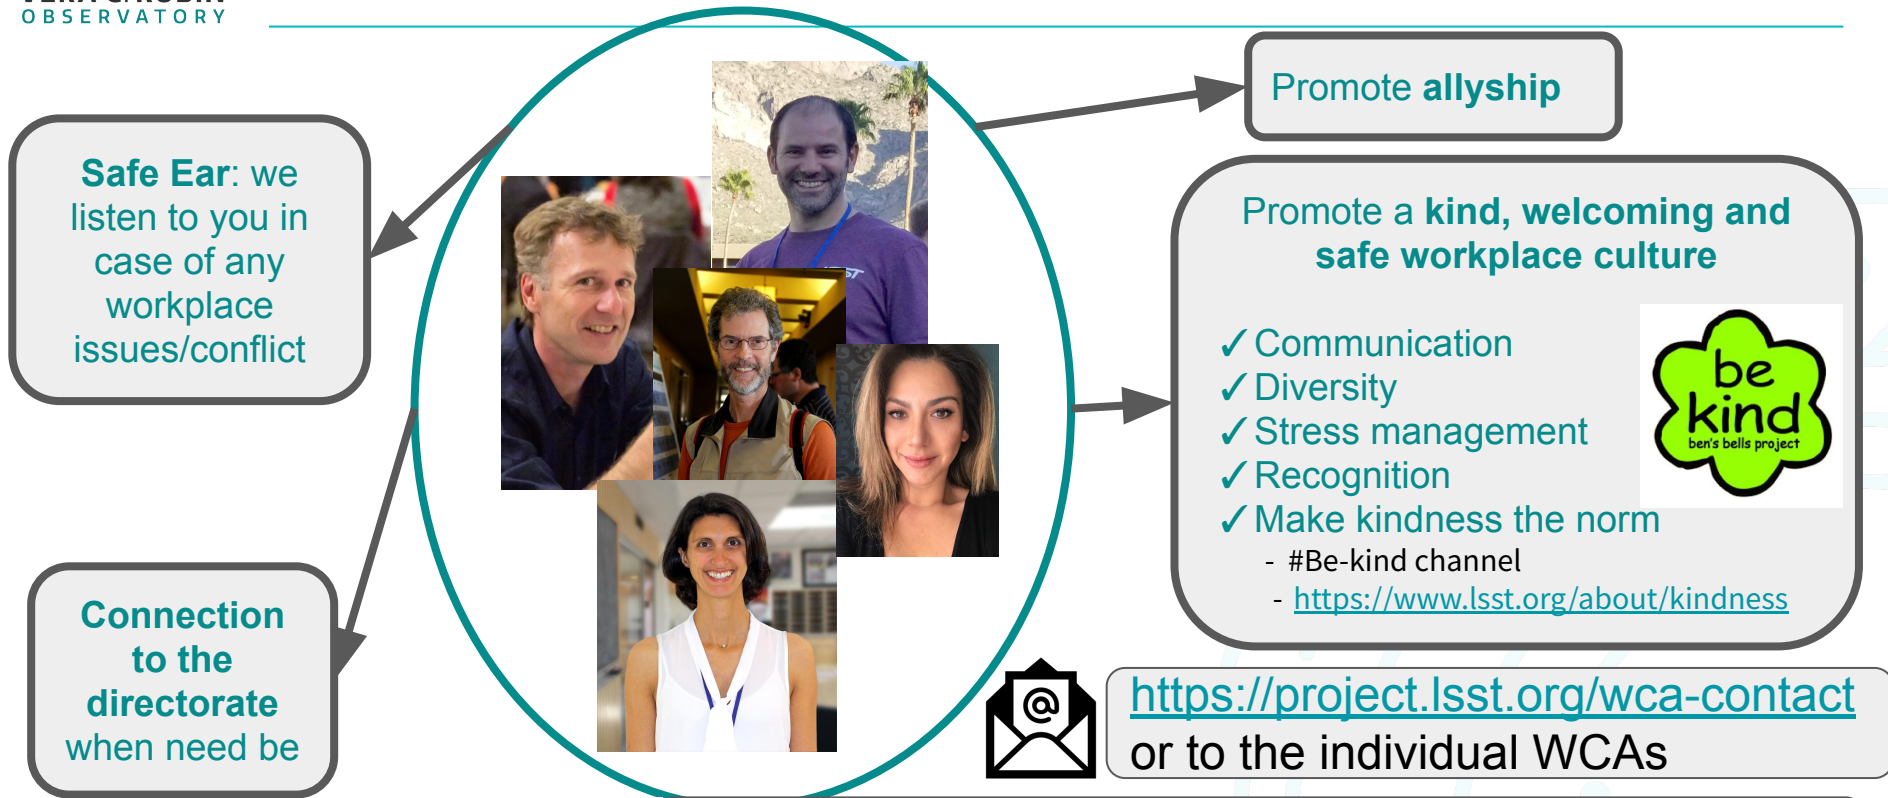 OBSERVATORY
Safe Ear: we
listen to you in
case of any
workplace
issues/conflict
Connection
to the
directorate
when need be
Promote allyship
Promote a kind, welcoming and
safe workplace culture
✓Communication
✓Diversity
✓Stress management
✓Recognition
✓Make kindness the norm
- #Be-kind channel
- https://www.lsst.org/about/kindness
be
kind
ben's bells project
@
https://project.lsst.org/wca-contact
or to the individual WCAs